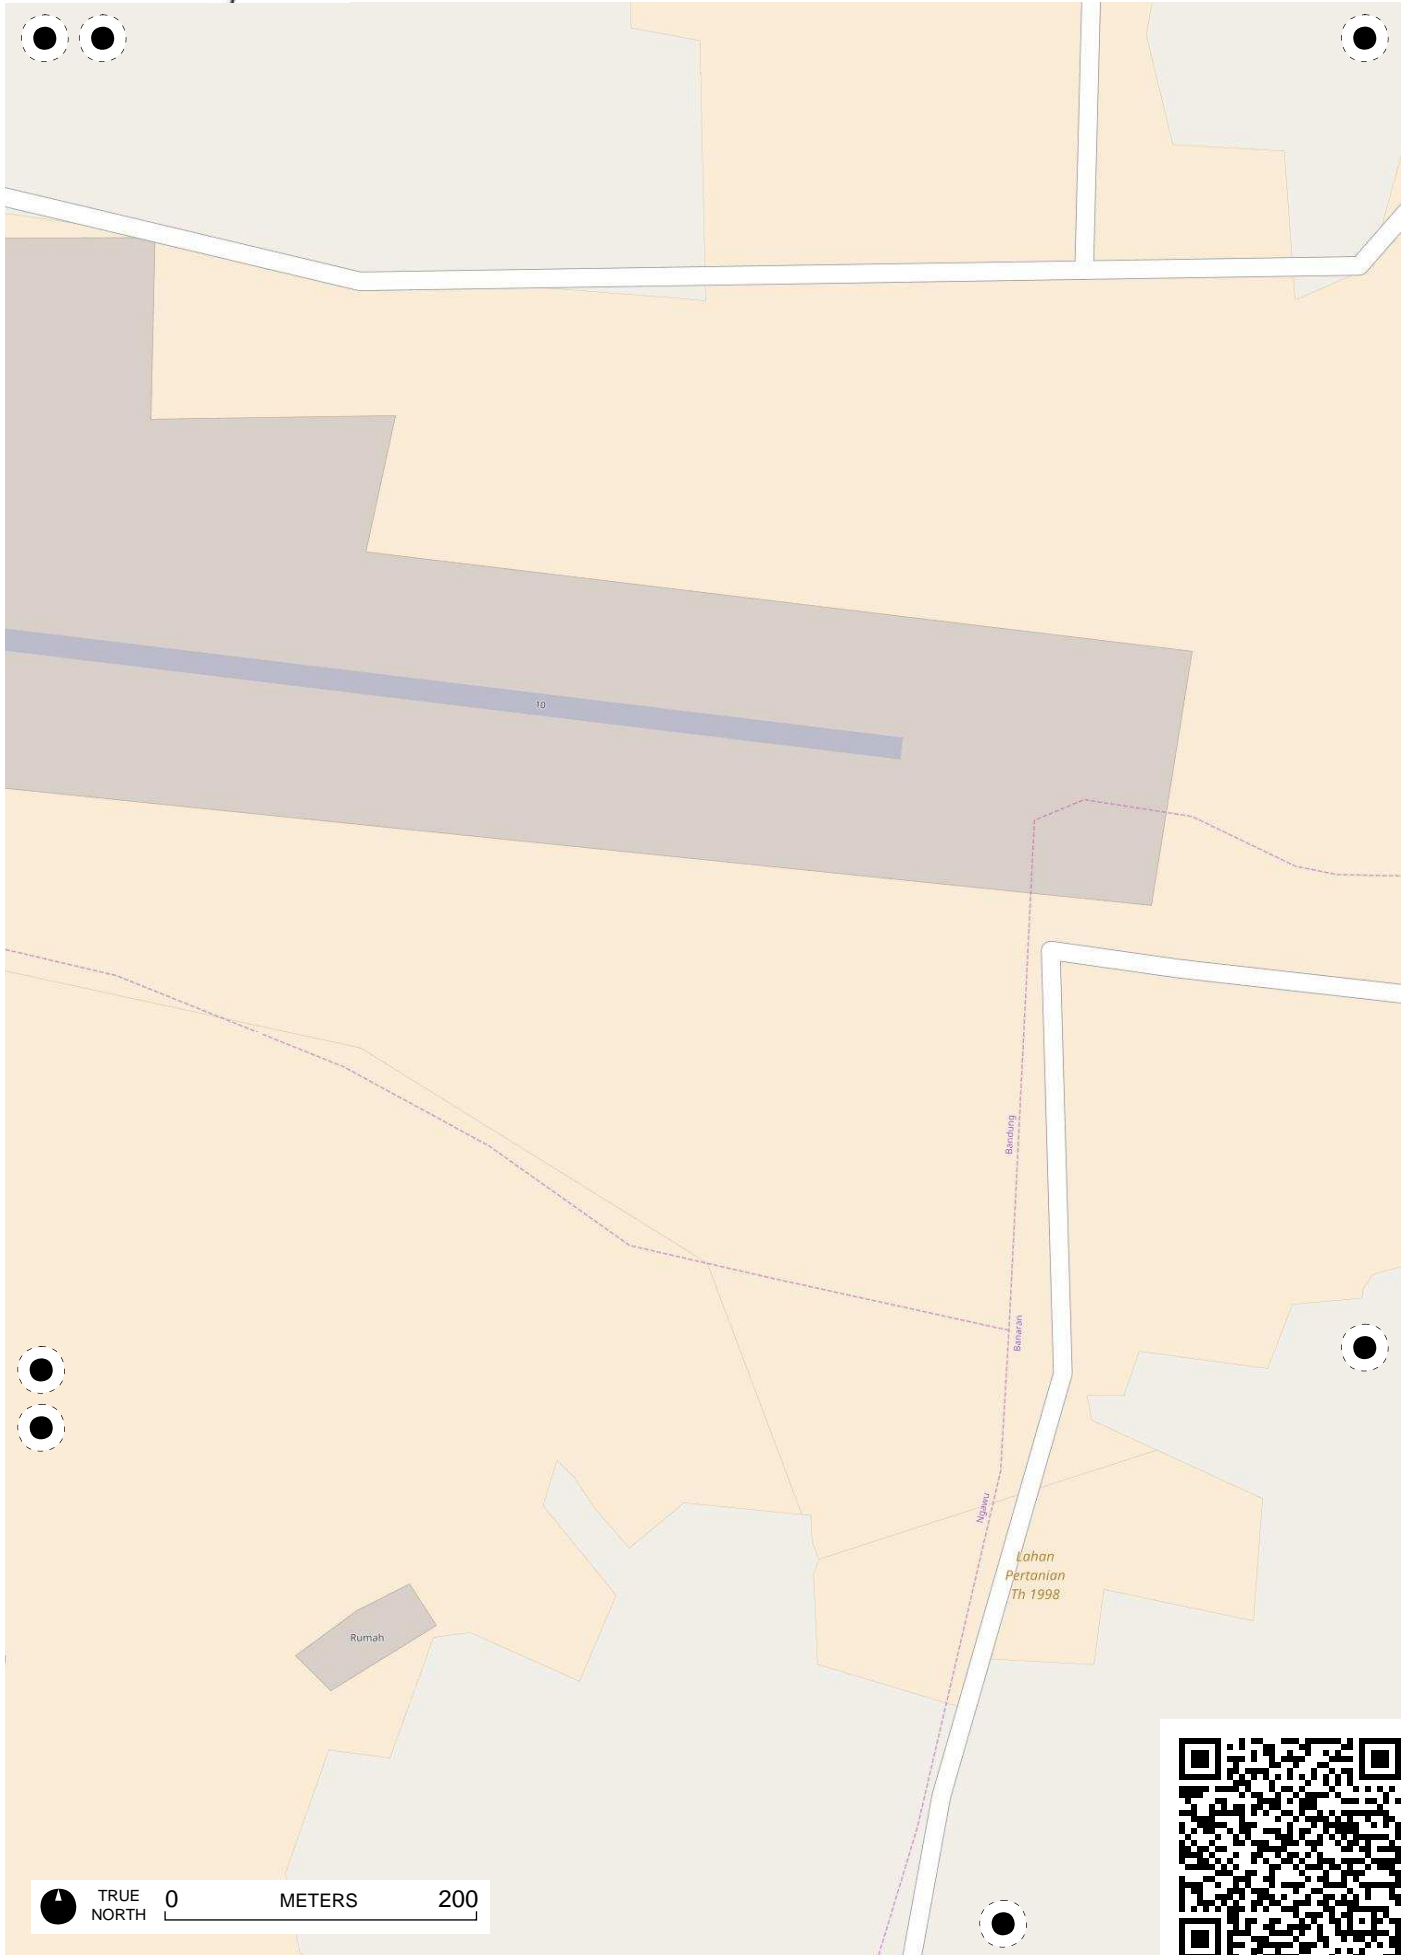 10
Bandung
Banaran
Ngawu
Lahan
Pertanian
Th 1998
Rumah
TRUE
NORTH
0 METERS 200